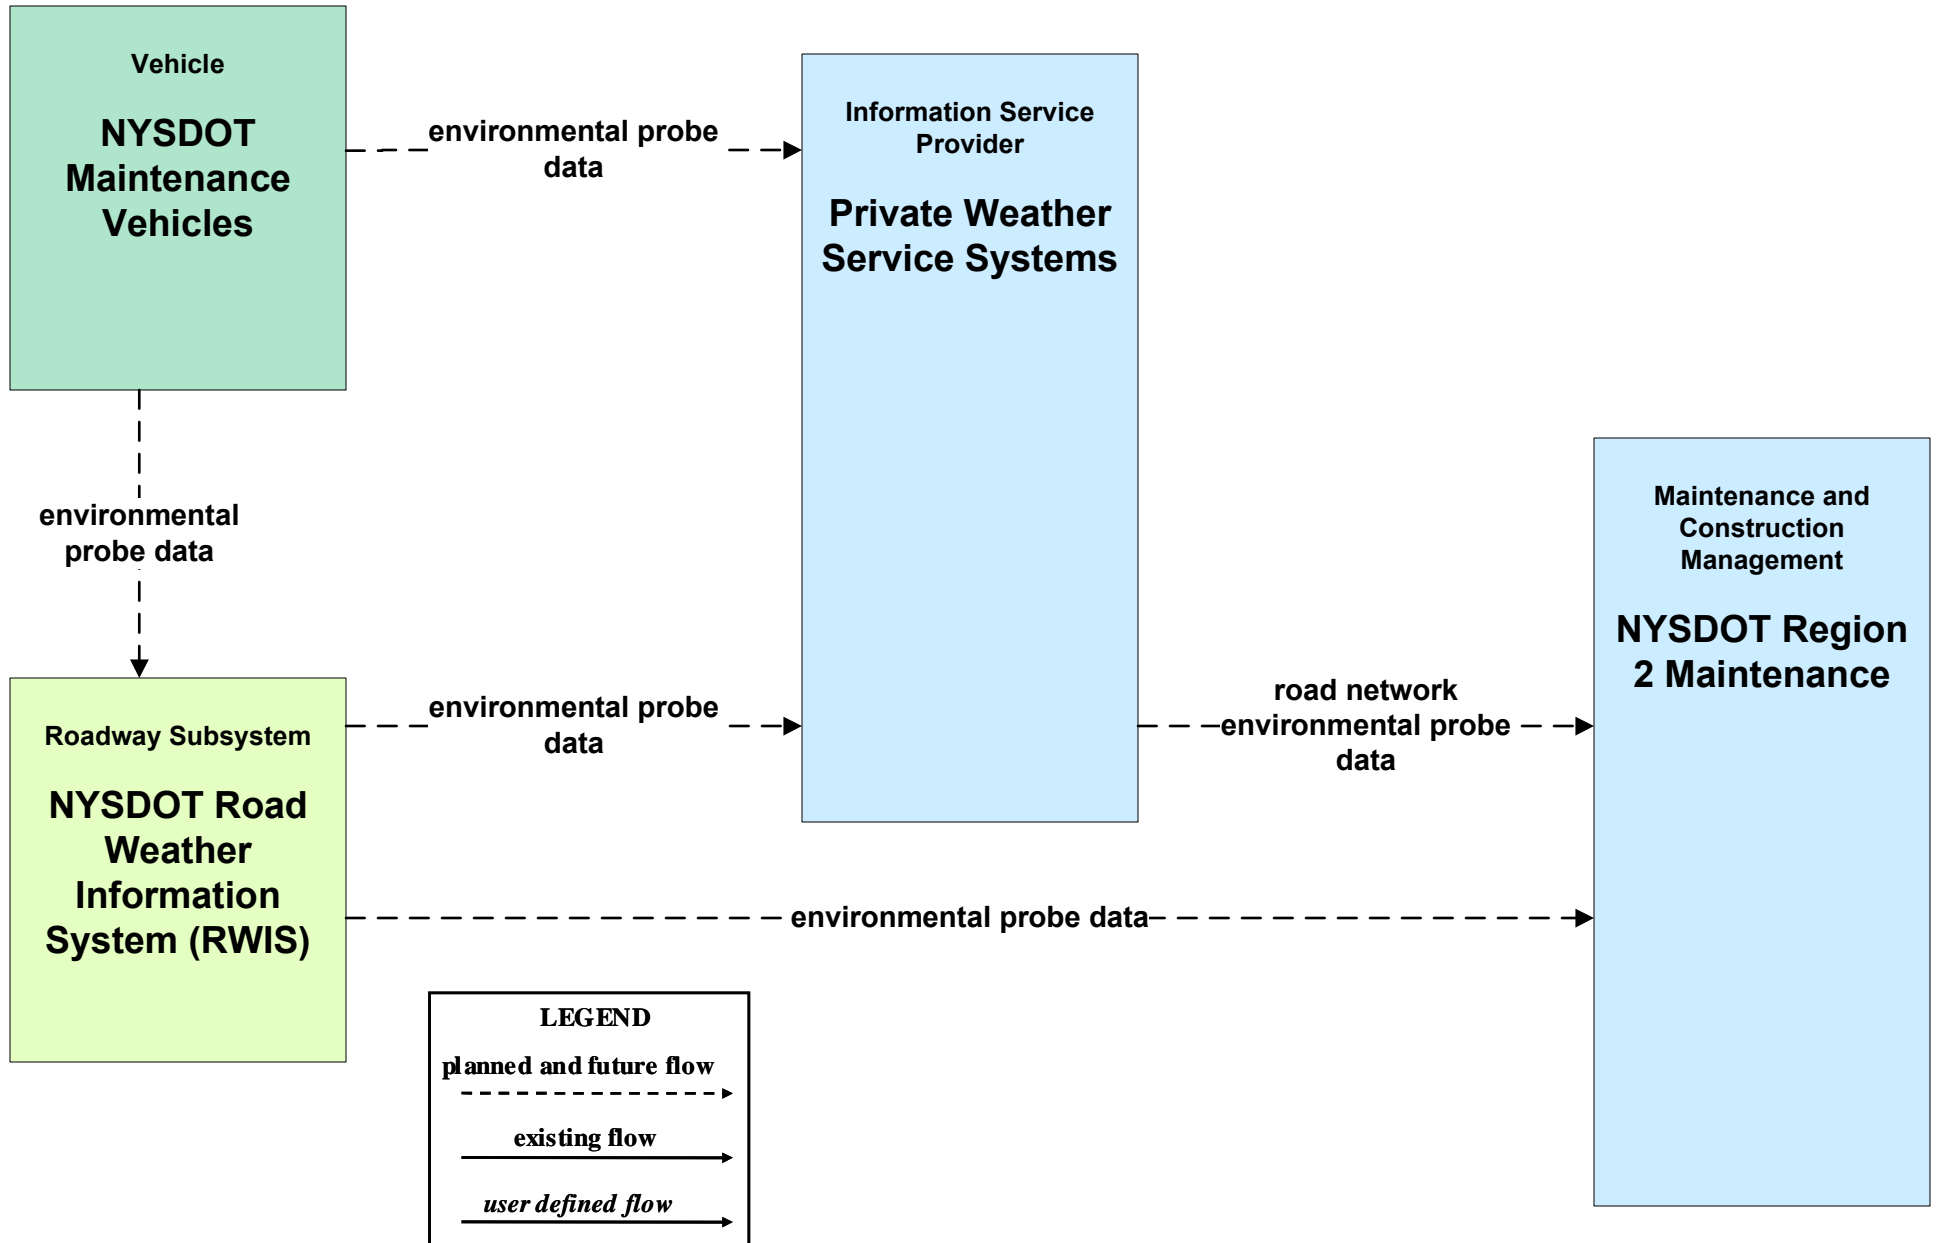 Vehicle
NYSDOT
Maintenance
Vehicles
environmental probe
data
Information Service
Provider
Private Weather
Service Systems
environmental
probe data
Maintenance and
Construction
Management
NYSDOT Region
2 Maintenance
Roadway Subsystem
NYSDOT Road
Weather
Information
System (RWIS)
environmental probe
data
road network
environmental probe
data
environmental probe data
LEGEND
planned and future flow
existing flow
user defined flow